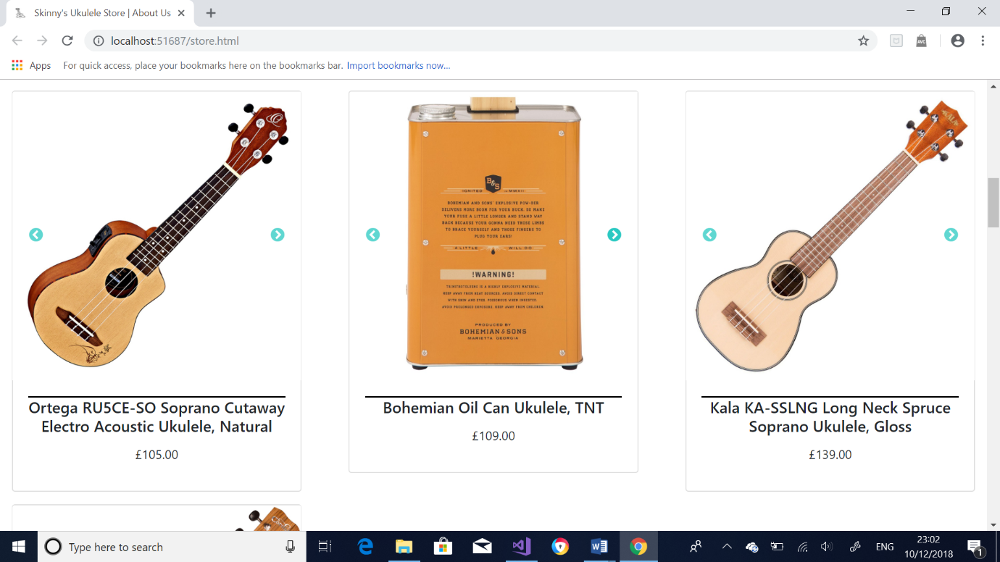 Skinny's Ukulele Store | About Us
localhost:51687/store.html
AVG
Apps For quick access, place your bookmarks here on the bookmarks bar. Import bookmarks now...
KALA
B&S
IGNITED IN MMXII
BOHEMIAN AND SONS' EXPLOSIVE POW-DER
DELIVERS MORE BOOM FOR YOUR BUCK. SO MAKE
YOUR FUSE A LITTLE LONGER AND STAND WAY
BACK BECAUSE YOUR GONNA NEED THOSE LIMBS
TO BRACE YOURSELF AND THOSE FINGERS TO
PLUG YOUR EARS!
A LITTLE WILL DO
!WARNING!
TRINITROTOLUENE IS A HIGHLY EXPLOSIVE MATERIAL.
KEEP AWAY FROM HEAT SOURCES. AVOID DIRECT CONTACT
WITH SKIN AND EYES. POISONOUS WHEN INGESTED.
AVOID PROLONGED EXPOSURE. KEEP AWAY FROM CHILDREN.
PRODUCED BY
BOHEMIAN & SONS
MARIETTA GEORGIA
Ortega RU5CE-SO Soprano Cutaway
Electro Acoustic Ukulele, Natural
£105.00
Bohemian Oil Can Ukulele, TNT
£109.00
Kala KA-SSLNG Long Neck Spruce
Soprano Ukulele, Gloss
£139.00
Type here to search
ENG
23:02
10/12/2018
1